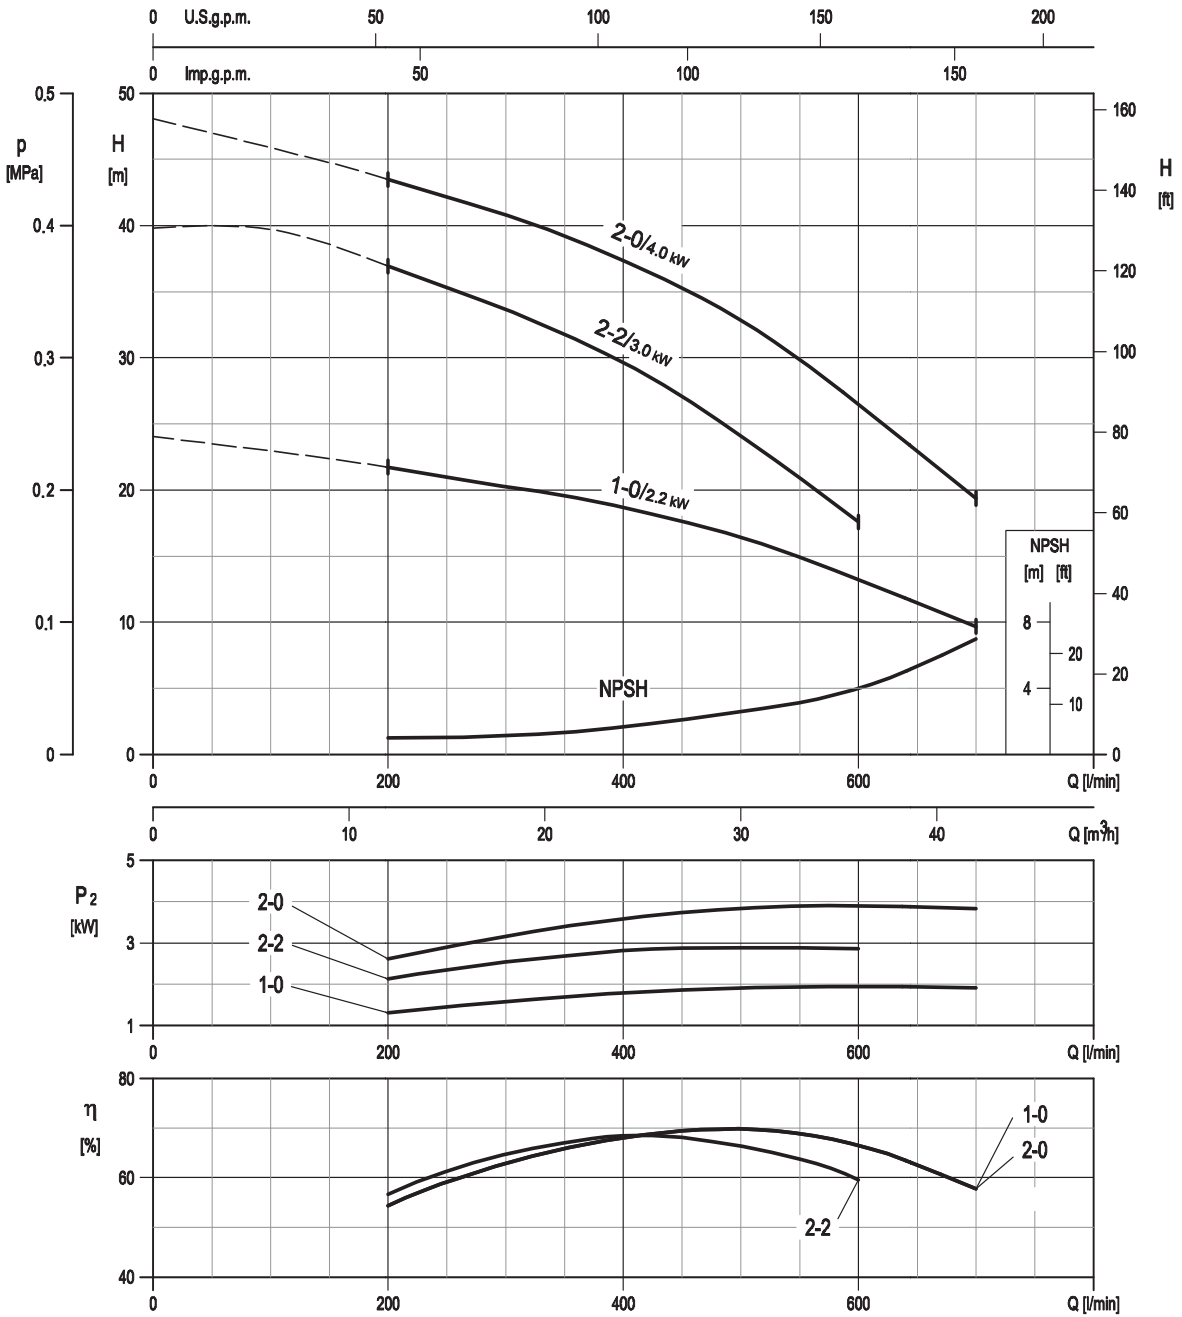 0 U.S.g.p.m. 50 100 150 200
0 Imp.g.p.m. 50 100 150
0.5 50 160
p H H
[MPa] [m] [ft]
140
0.4 40
2-0/4.0 kW
120
2-2/3.0 kW
0.3 30 100
80
0.2 20
1-0/2.2 kW
60
NPSH
[m] [ft]
40
0.1 10 8
20 20
NPSH 4
10
0 0 0
0 200 400 600 Q [l/min]
0 10 20 30 40 Q [m³/h]
5
P2 2-0
[kW]
3 2-2
1-0
1
0 200 400 600 Q [l/min]
80
η 1-0
[%] 2-0
60
2-2
40
0 200 400 600 Q [l/min]